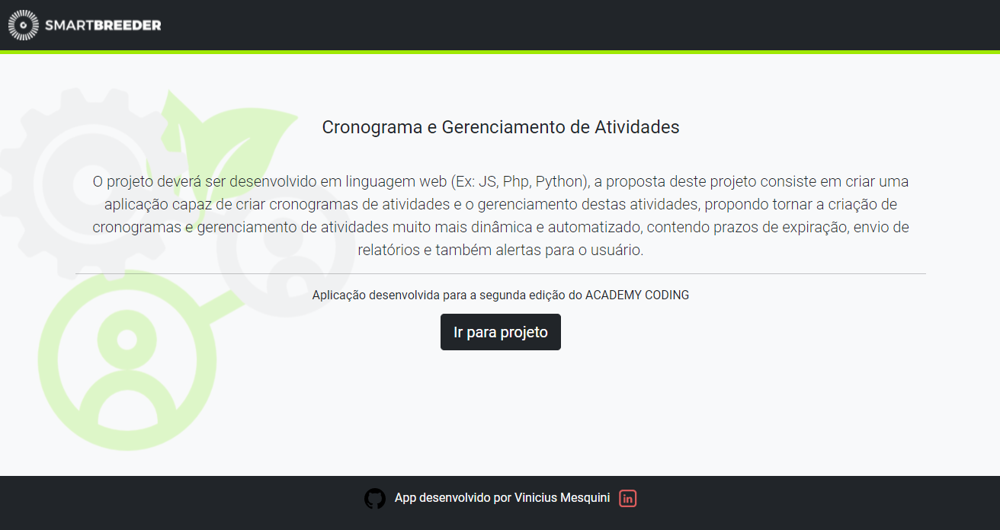 SMARTBREEDER
Cronograma e Gerenciamento de Atividades
O projeto deverá ser desenvolvido em linguagem web (Ex: JS, Php, Python), a proposta deste projeto consiste em criar uma
aplicação capaz de criar cronogramas de atividades e o gerenciamento destas atividades, propondo tornar a criação de
cronogramas e gerenciamento de atividades muito mais dinâmica e automatizado, contendo prazos de expiração, envio de
relatórios e também alertas para o usuário.
Aplicação desenvolvida para a segunda edição do ACADEMY CODING
Ir para projeto
App desenvolvido por Vinicius Mesquini in